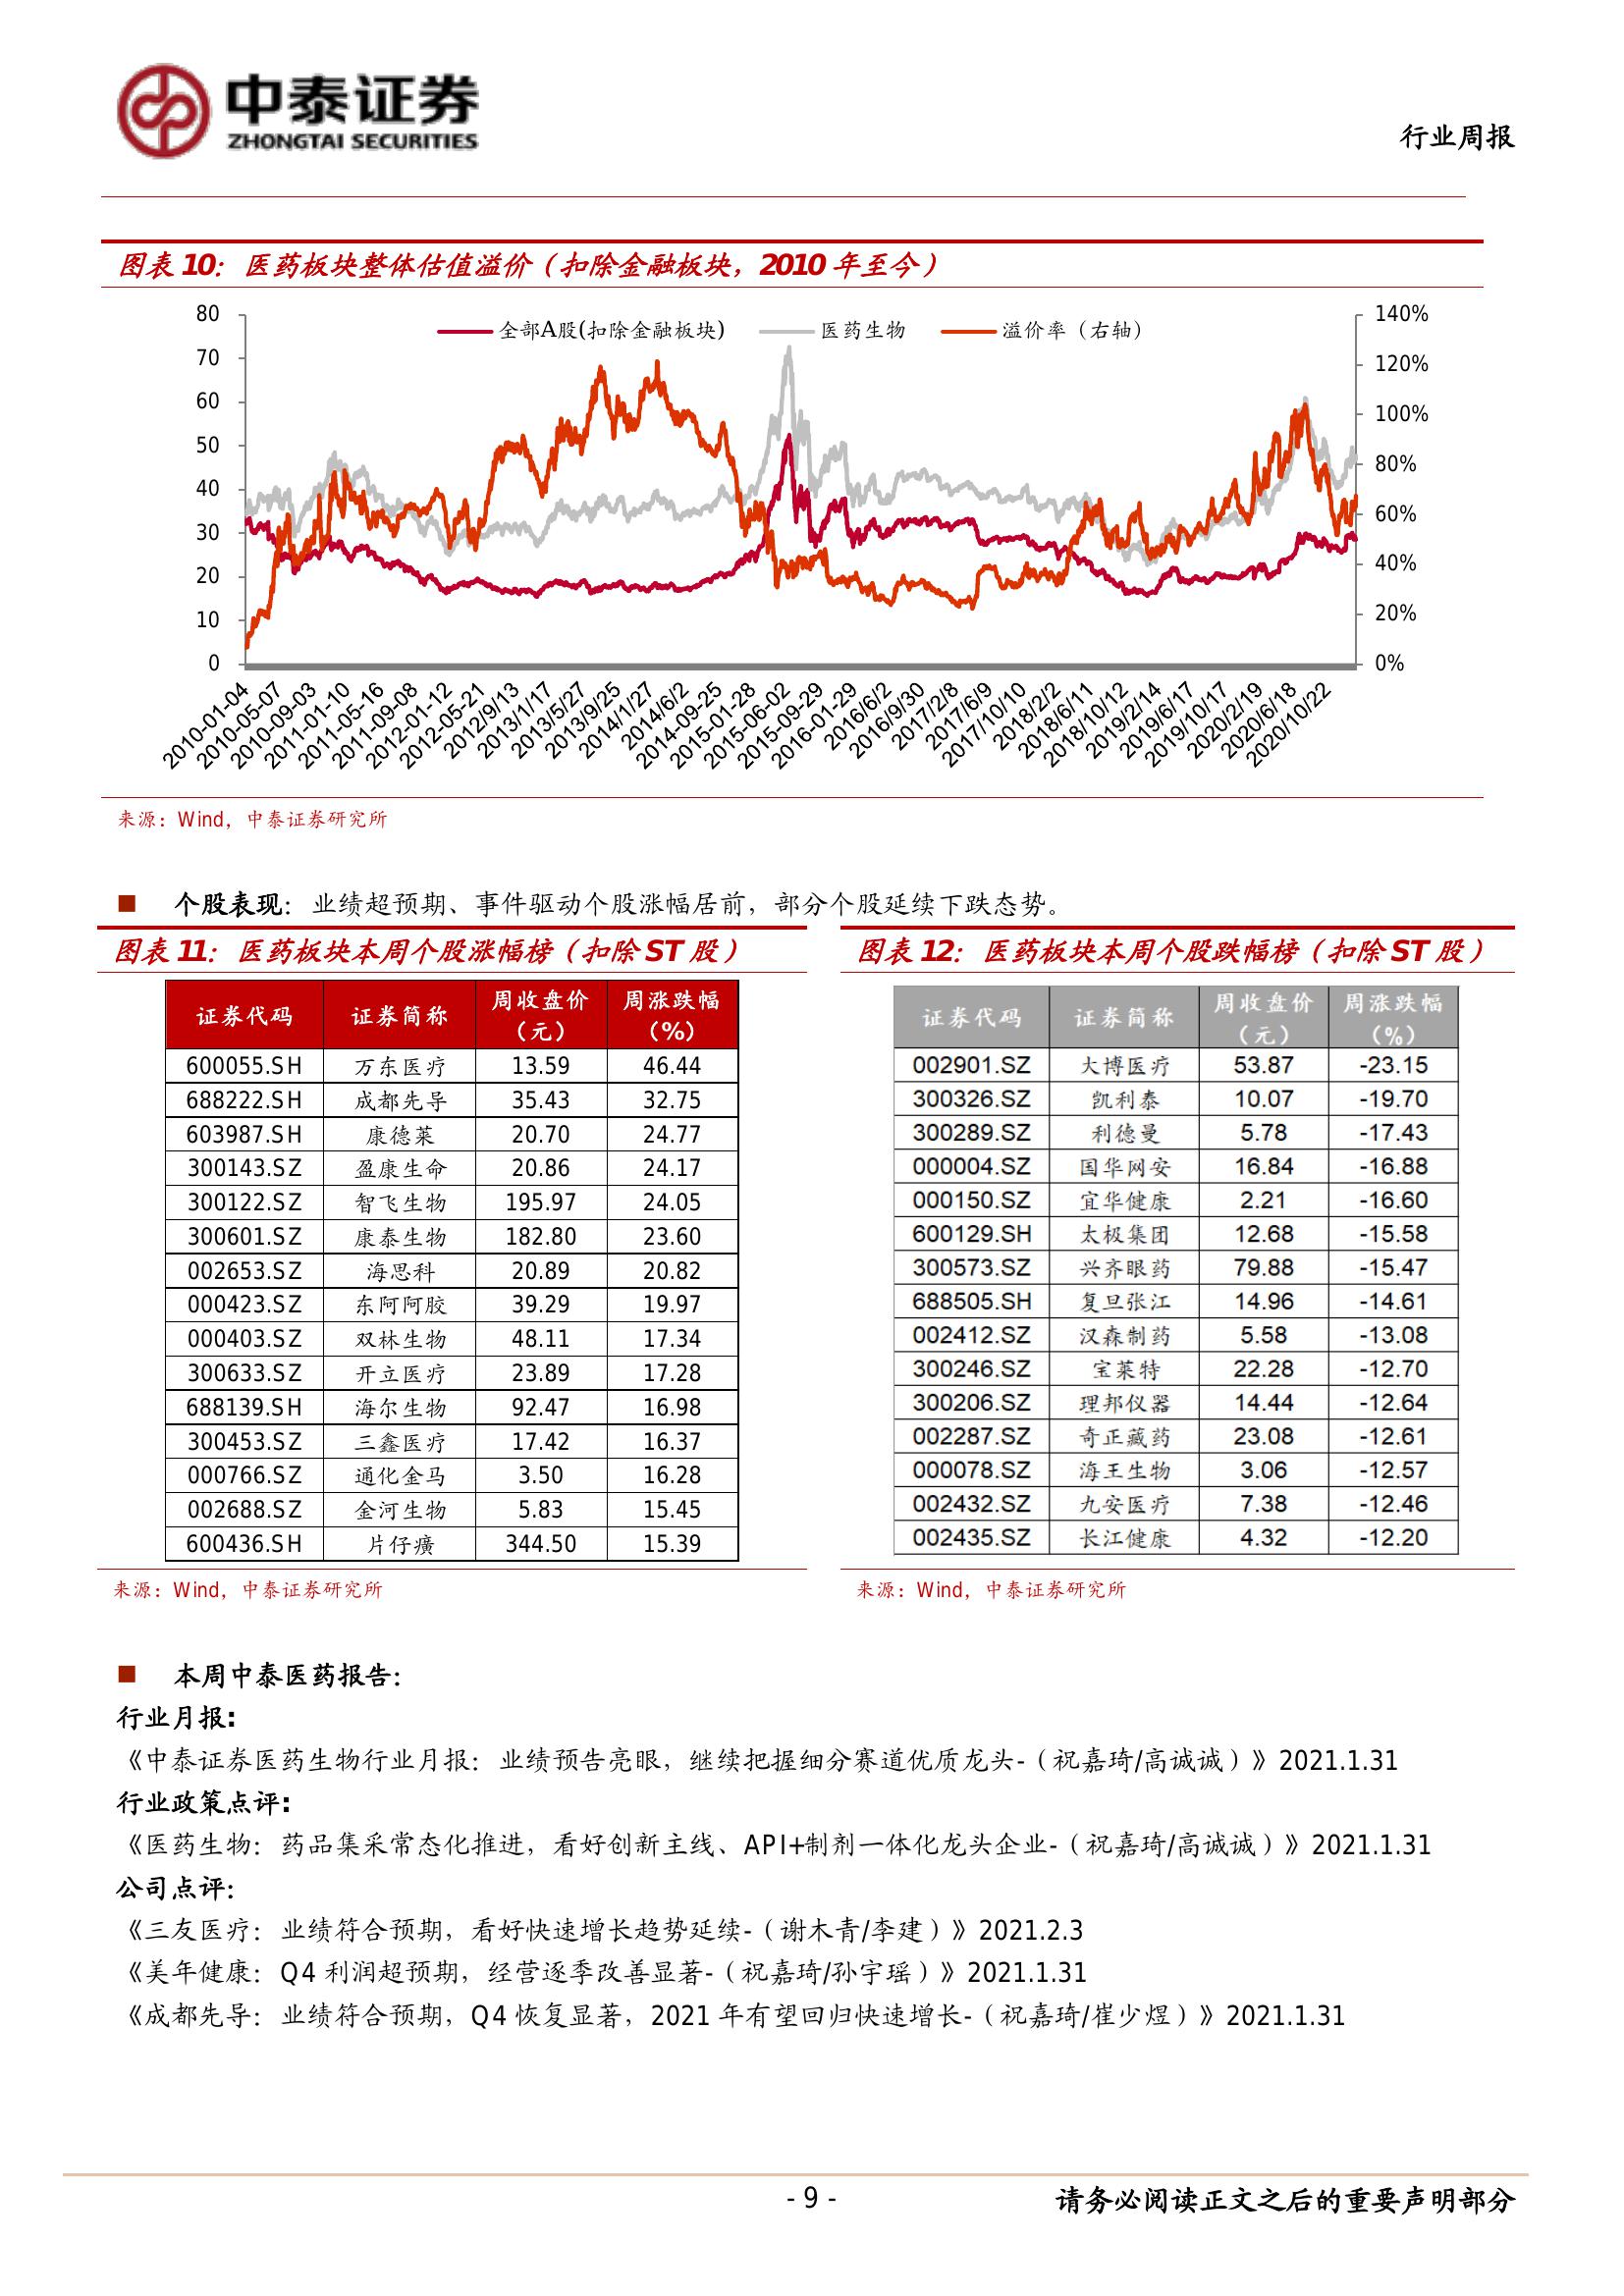 中泰证券
ZHONGTAI SECURITIES
行业周报
图表 10：医药板块整体估值溢价（扣除金融板块，2010 年至今）
全部A股(扣除金融板块) 医药生物 溢价率（右轴）
80
70
60
50
40
30
20
10
0
140%
120%
100%
80%
60%
40%
20%
0%
2010-01-04
2010-05-07
2010-09-03
2011-01-10
2011-05-16
2011-09-08
2012-01-12
2012-05-21
2012/9/13
2013/1/17
2013/5/27
2013/9/25
2014/1/27
2014/6/2
2014-09-25
2015-01-28
2015-06-02
2015-09-29
2016-01-29
2016/6/2
2016/9/30
2017/2/8
2017/6/9
2017/10/10
2018/2/2
2018/6/11
2018/10/12
2019/2/14
2019/6/17
2019/10/17
2020/2/19
2020/6/18
2020/10/22
来源：Wind，中泰证券研究所
■ 个股表现：业绩超预期、事件驱动个股涨幅居前，部分个股延续下跌态势。
图表 11：医药板块本周个股涨幅榜（扣除 ST 股）
证券代码 证券简称 周收盘价（元） 周涨跌幅（%）
600055.SH 万东医疗 13.59 46.44
688222.SH 成都先导 35.43 32.75
603987.SH 康德莱 20.70 24.77
300143.SZ 盈康生命 20.86 24.17
300122.SZ 智飞生物 195.97 24.05
300601.SZ 康泰生物 182.80 23.60
002653.SZ 海思科 20.89 20.82
000423.SZ 东阿阿胶 39.29 19.97
000403.SZ 双林生物 48.11 17.34
300633.SZ 开立医疗 23.89 17.28
688139.SH 海尔生物 92.47 16.98
300453.SZ 三鑫医疗 17.42 16.37
000766.SZ 通化金马 3.50 16.28
002688.SZ 金河生物 5.83 15.45
600436.SH 片仔癀 344.50 15.39
来源：Wind，中泰证券研究所
图表 12：医药板块本周个股跌幅榜（扣除 ST 股）
证券代码 证券简称 周收盘价（元） 周涨跌幅（%）
002901.SZ 大博医疗 53.87 -23.15
300326.SZ 凯利泰 10.07 -19.70
300289.SZ 利德曼 5.78 -17.43
000004.SZ 国华网安 16.84 -16.88
000150.SZ 宜华健康 2.21 -16.60
600129.SH 太极集团 12.68 -15.58
300573.SZ 兴齐眼药 79.88 -15.47
688505.SH 复旦张江 14.96 -14.61
002412.SZ 汉森制药 5.58 -13.08
300246.SZ 宝莱特 22.28 -12.70
300206.SZ 理邦仪器 14.44 -12.64
002287.SZ 奇正藏药 23.08 -12.61
000078.SZ 海王生物 3.06 -12.57
002432.SZ 九安医疗 7.38 -12.46
002435.SZ 长江健康 4.32 -12.20
来源：Wind，中泰证券研究所
■ 本周中泰医药报告：
行业月报：
《中泰证券医药生物行业月报：业绩预告亮眼，继续把握细分赛道优质龙头-（祝嘉琦/高诚诚）》2021.1.31
行业政策点评：
《医药生物：药品集采常态化推进，看好创新主线、API+制剂一体化龙头企业-（祝嘉琦/高诚诚）》2021.1.31
公司点评：
《三友医疗：业绩符合预期，看好快速增长趋势延续-（谢木青/李建）》2021.2.3
《美年健康：Q4 利润超预期，经营逐季改善显著-（祝嘉琦/孙宇瑶）》2021.1.31
《成都先导：业绩符合预期，Q4 恢复显著，2021 年有望回归快速增长-（祝嘉琦/崔少煜）》2021.1.31
- 9 -
请务必阅读正文之后的重要声明部分